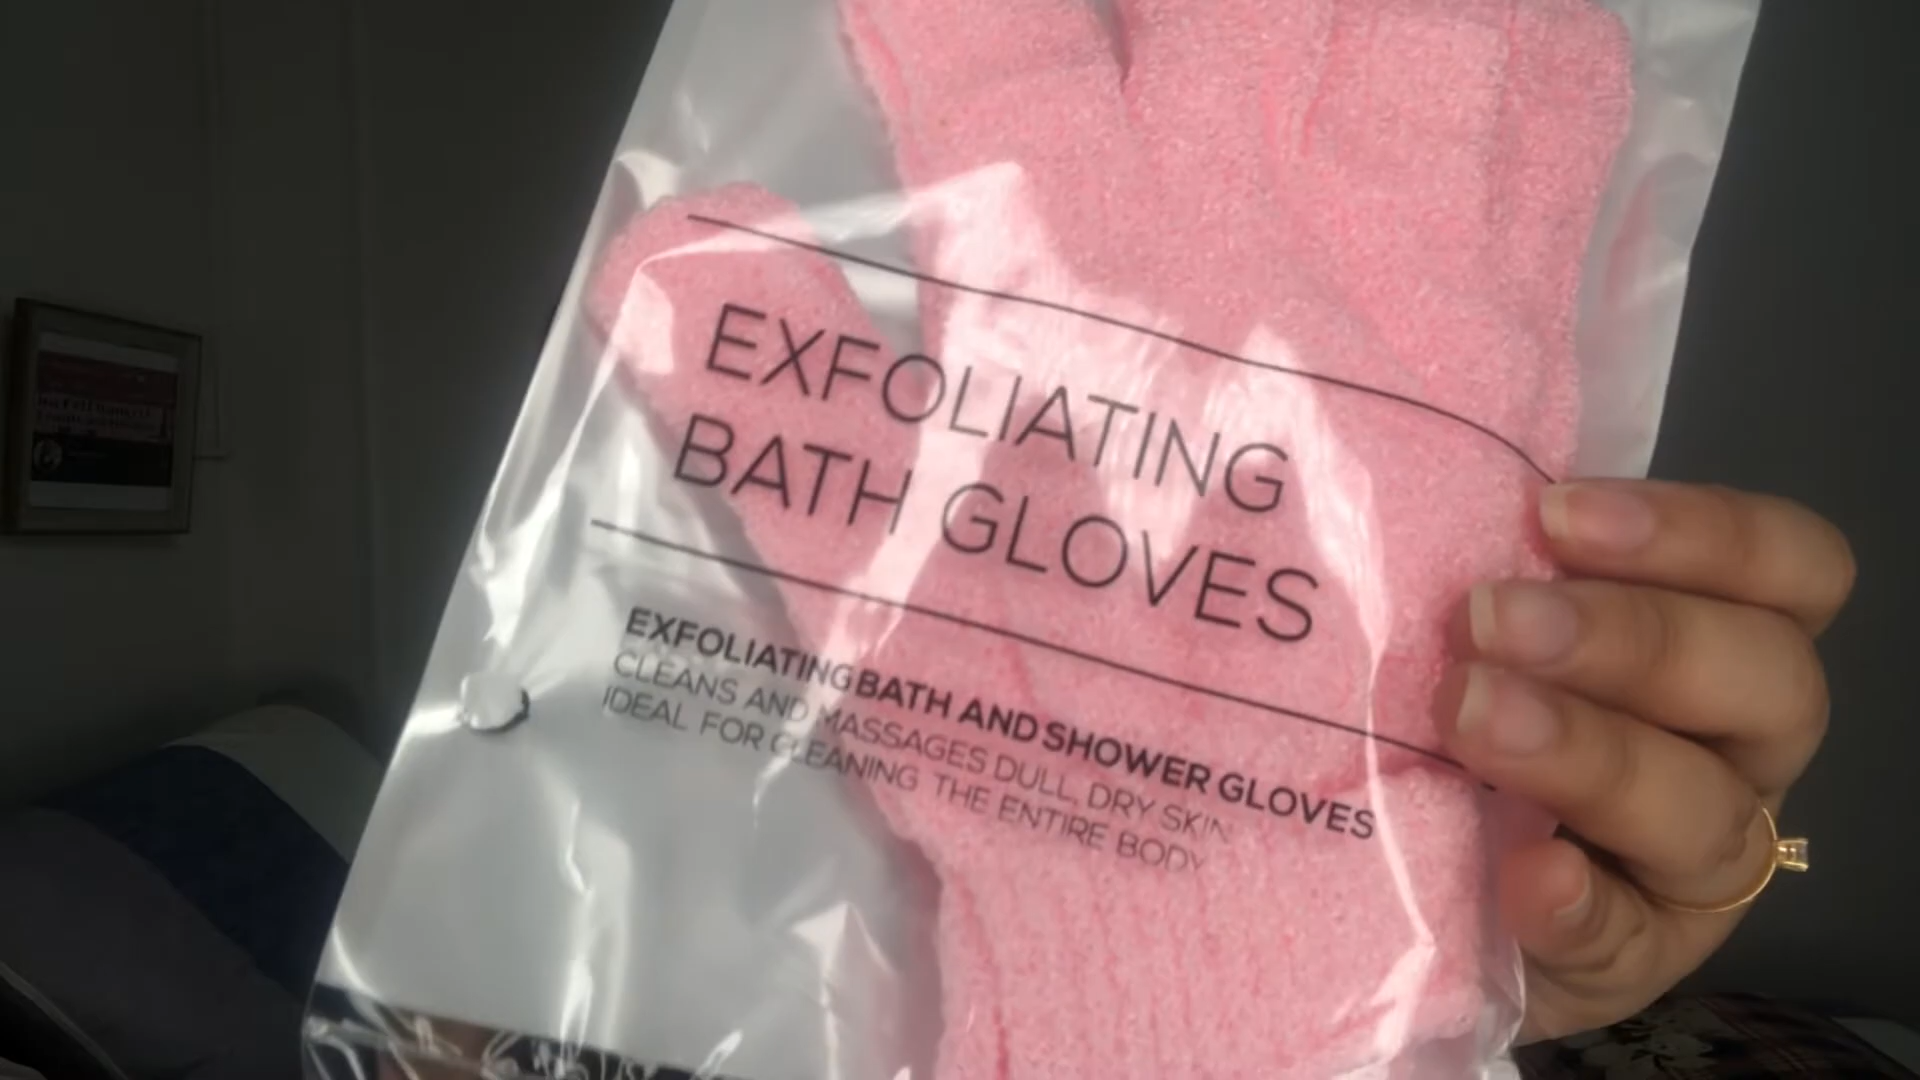 EXFOLIATING
BATH GLOVES
EXFOLIATING BATH AND SHOWER GLOVES
CLEANS AND MASSAGES DULL, DRY SKIN
IDEAL FOR CLEANING THE ENTIRE BODY